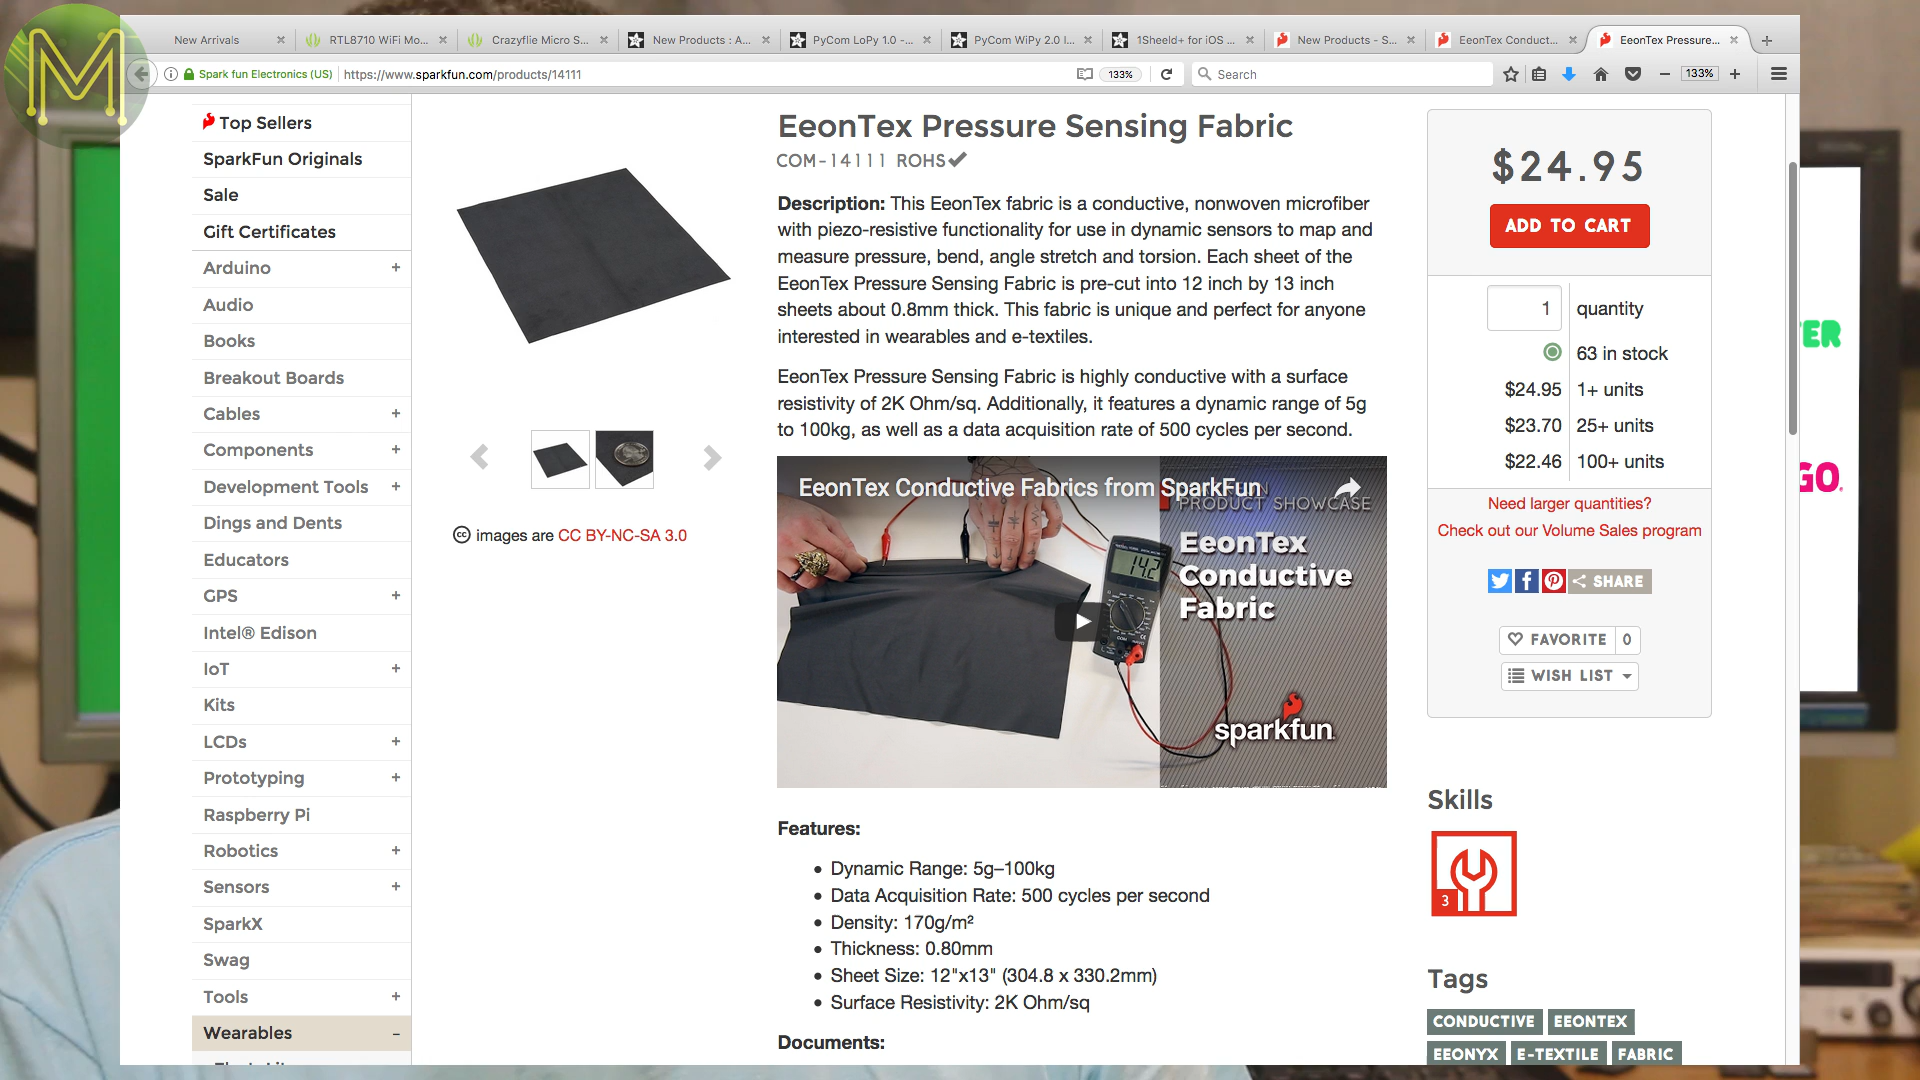 M
New Arrivals
RTL8710 WiFi Mo...
Crazyflie Micro S...
New Products : A...
PyCom LoPy 1.0 -...
PyCom WiPy 2.0 I...
1Sheeld+ for iOS ...
New Products - S...
EeonTex Conduct...
EeonTex Pressure...
Spark fun Electronics (US)
https://www.sparkfun.com/products/14111
133%
Search
133%
Top Sellers
SparkFun Originals
Sale
Gift Certificates
Arduino +
Audio
Books
Breakout Boards
Cables +
Components +
Development Tools +
Dings and Dents
Educators
GPS +
Intel® Edison
IoT +
Kits
LCDs +
Prototyping +
Raspberry Pi
Robotics +
Sensors +
SparkX
Swag
Tools +
Wearables –
images are CC BY-NC-SA 3.0
EeonTex Pressure Sensing Fabric
COM-14111 ROHS✔
Description: This EeonTex fabric is a conductive, nonwoven microfiber
with piezo-resistive functionality for use in dynamic sensors to map and
measure pressure, bend, angle stretch and torsion. Each sheet of the
EeonTex Pressure Sensing Fabric is pre-cut into 12 inch by 13 inch
sheets about 0.8mm thick. This fabric is unique and perfect for anyone
interested in wearables and e-textiles.
EeonTex Pressure Sensing Fabric is highly conductive with a surface
resistivity of 2K Ohm/sq. Additionally, it features a dynamic range of 5g
to 100kg, as well as a data acquisition rate of 500 cycles per second.
EeonTex Conductive Fabrics from SparkFun
PRODUCT SHOWCASE
EeonTex
Conductive
Fabric
14.2
sparkfun
Features:
• Dynamic Range: 5g–100kg
• Data Acquisition Rate: 500 cycles per second
• Density: 170g/m²
• Thickness: 0.80mm
• Sheet Size: 12"x13" (304.8 x 330.2mm)
• Surface Resistivity: 2K Ohm/sq
Documents:
$24.95
ADD TO CART
1 quantity
63 in stock
$24.95 1+ units
$23.70 25+ units
$22.46 100+ units
Need larger quantities?
Check out our Volume Sales program
SHARE
FAVORITE 0
WISH LIST
Skills
3
Tags
CONDUCTIVE EEONTEX
EEONYX E-TEXTILE FABRIC
ER
GO.